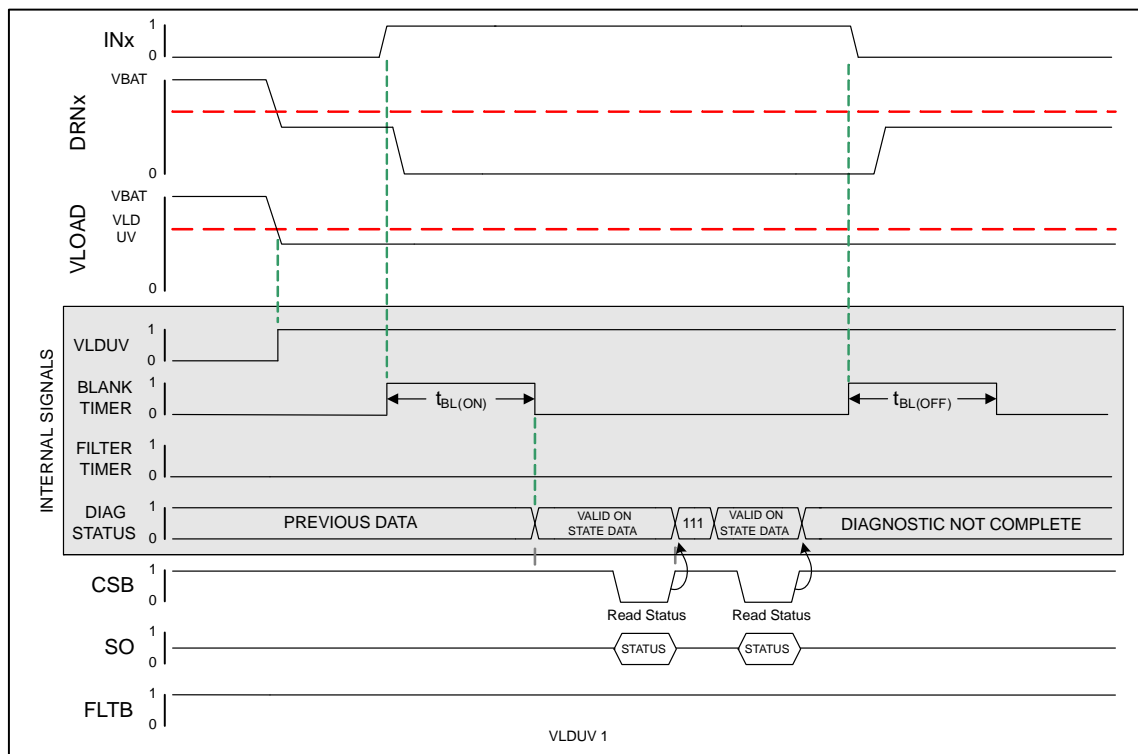 INx
1
0
DRNx
VBAT
0
VLOAD
VBAT
VLD
UV
0
INTERNAL SIGNALS
VLDUV
1
0
BLANK
TIMER
1
0
tBL(ON)
tBL(OFF)
FILTER
TIMER
1
0
DIAG
STATUS
1
0
PREVIOUS DATA
VALID ON
STATE DATA
111
VALID ON
STATE DATA
DIAGNOSTIC NOT COMPLETE
CSB
1
0
Read Status
Read Status
SO
1
0
STATUS
STATUS
FLTB
1
0
VLDUV 1